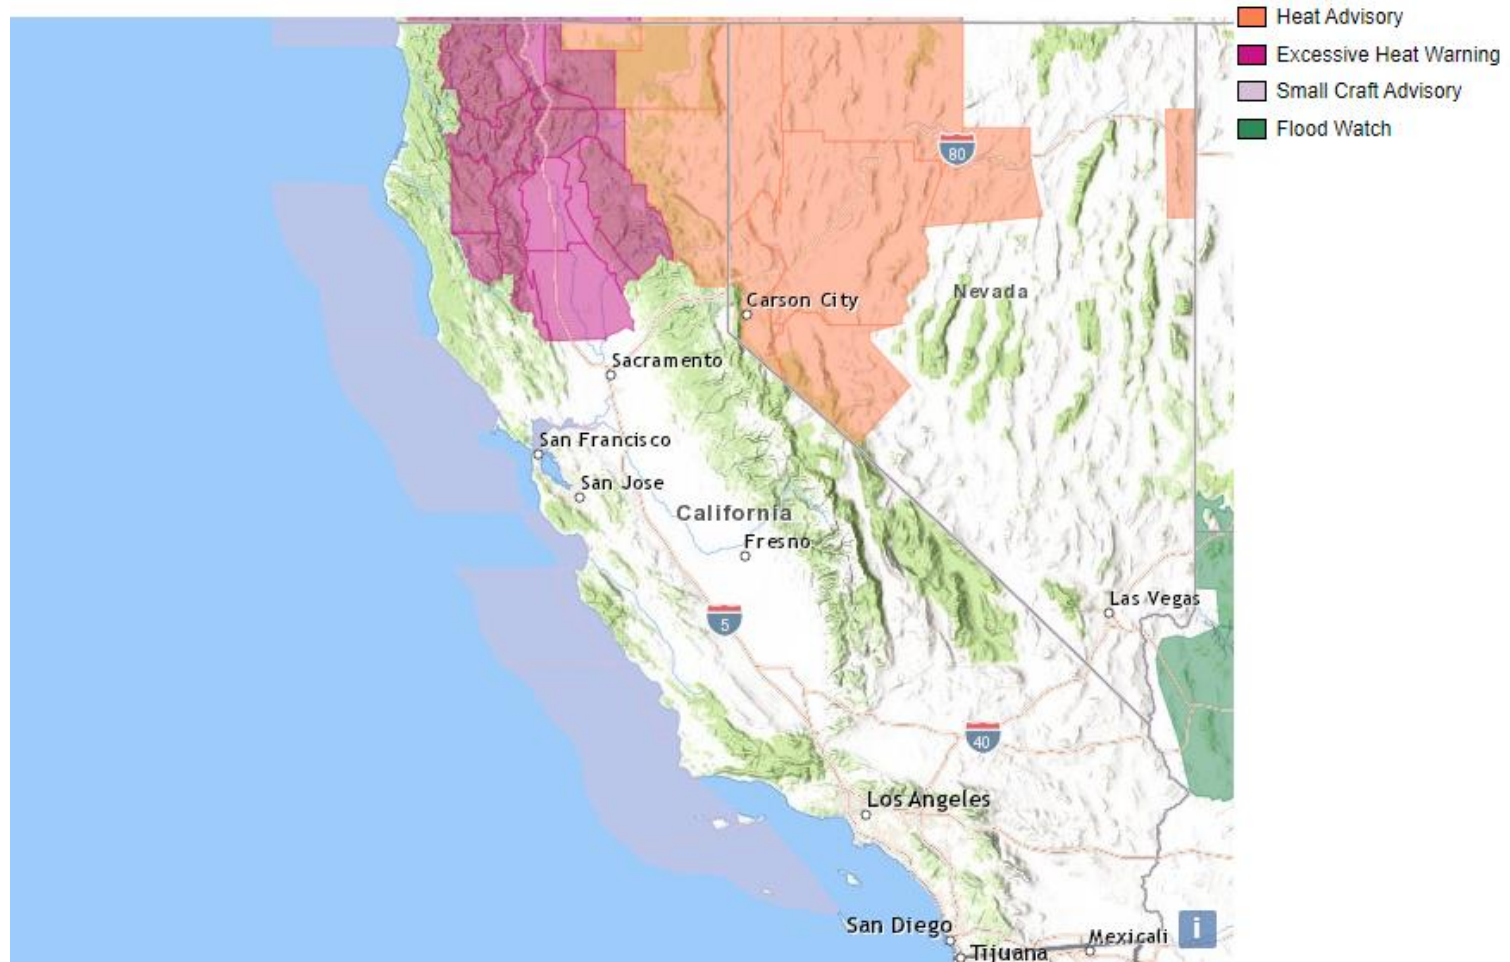 Heat Advisory
Excessive Heat Warning
Small Craft Advisory
Flood Watch
80
Nevada
Carson City
Sacramento
San Francisco
San Jose
California
Fresno
Las Vegas
5
40
Los Angeles
San Diego
i
Mexicali
Tijuana